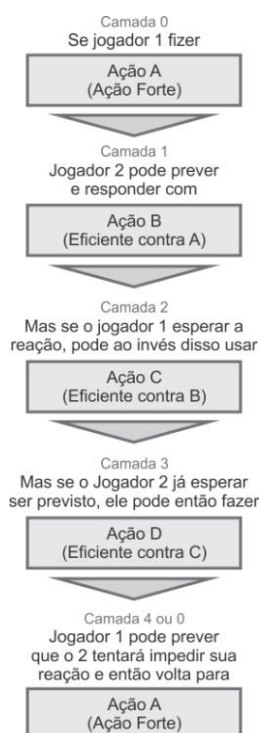 Camada 0
Se jogador 1 fizer
Ação A
(Ação Forte)
Camada 1
Jogador 2 pode prever
e responder com
Ação B
(Eficiente contra A)
Camada 2
Mas se o jogador 1 esperar a
reação, pode ao invés disso usar
Ação C
(Eficiente contra B)
Camada 3
Mas se o Jogador 2 já esperar
ser previsto, ele pode então fazer
Ação D
(Eficiente contra C)
Camada 4 ou 0
Jogador 1 pode prever
que o 2 tentará impedir sua
reação e então volta para
Ação A
(Ação Forte)